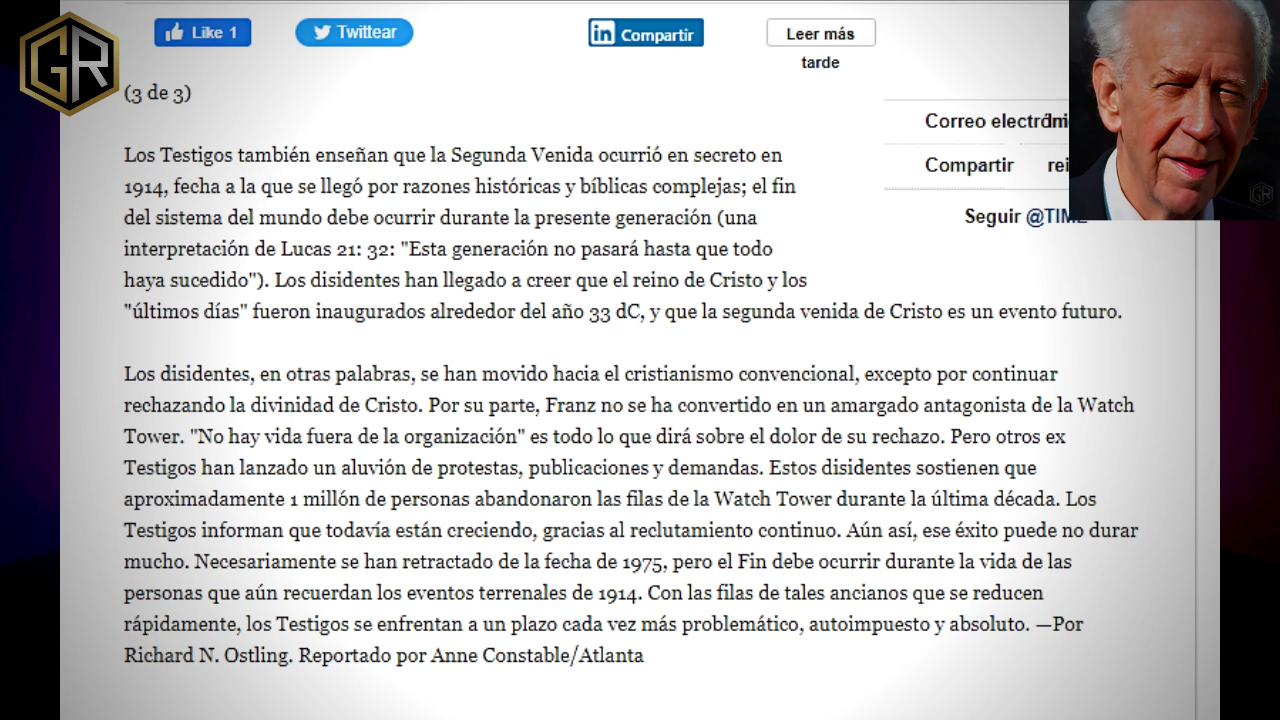 GR
Like 1
Twittear
in Compartir
Leer más
tarde
(3 de 3)
Correo electró
Compartir
rei
Seguir @TIME
Los Testigos también enseñan que la Segunda Venida ocurrió en secreto en
1914, fecha a la que se llegó por razones históricas y bíblicas complejas; el fin
del sistema del mundo debe ocurrir durante la presente generación (una
interpretación de Lucas 21: 32: "Esta generación no pasará hasta que todo
haya sucedido"). Los disidentes han llegado a creer que el reino de Cristo y los
"últimos días" fueron inaugurados alrededor del año 33 dC, y que la segunda venida de Cristo es un evento futuro.
Los disidentes, en otras palabras, se han movido hacia el cristianismo convencional, excepto por continuar
rechazando la divinidad de Cristo. Por su parte, Franz no se ha convertido en un amargado antagonista de la Watch
Tower. "No hay vida fuera de la organización" es todo lo que dirá sobre el dolor de su rechazo. Pero otros ex
Testigos han lanzado un aluvión de protestas, publicaciones y demandas. Estos disidentes sostienen que
aproximadamente 1 millón de personas abandonaron las filas de la Watch Tower durante la última década. Los
Testigos informan que todavía están creciendo, gracias al reclutamiento continuo. Aún así, ese éxito puede no durar
mucho. Necesariamente se han retractado de la fecha de 1975, pero el Fin debe ocurrir durante la vida de las
personas que aún recuerdan los eventos terrenales de 1914. Con las filas de tales ancianos que se reducen
rápidamente, los Testigos se enfrentan a un plazo cada vez más problemático, autoimpuesto y absoluto. —Por
Richard N. Ostling. Reportado por Anne Constable/Atlanta